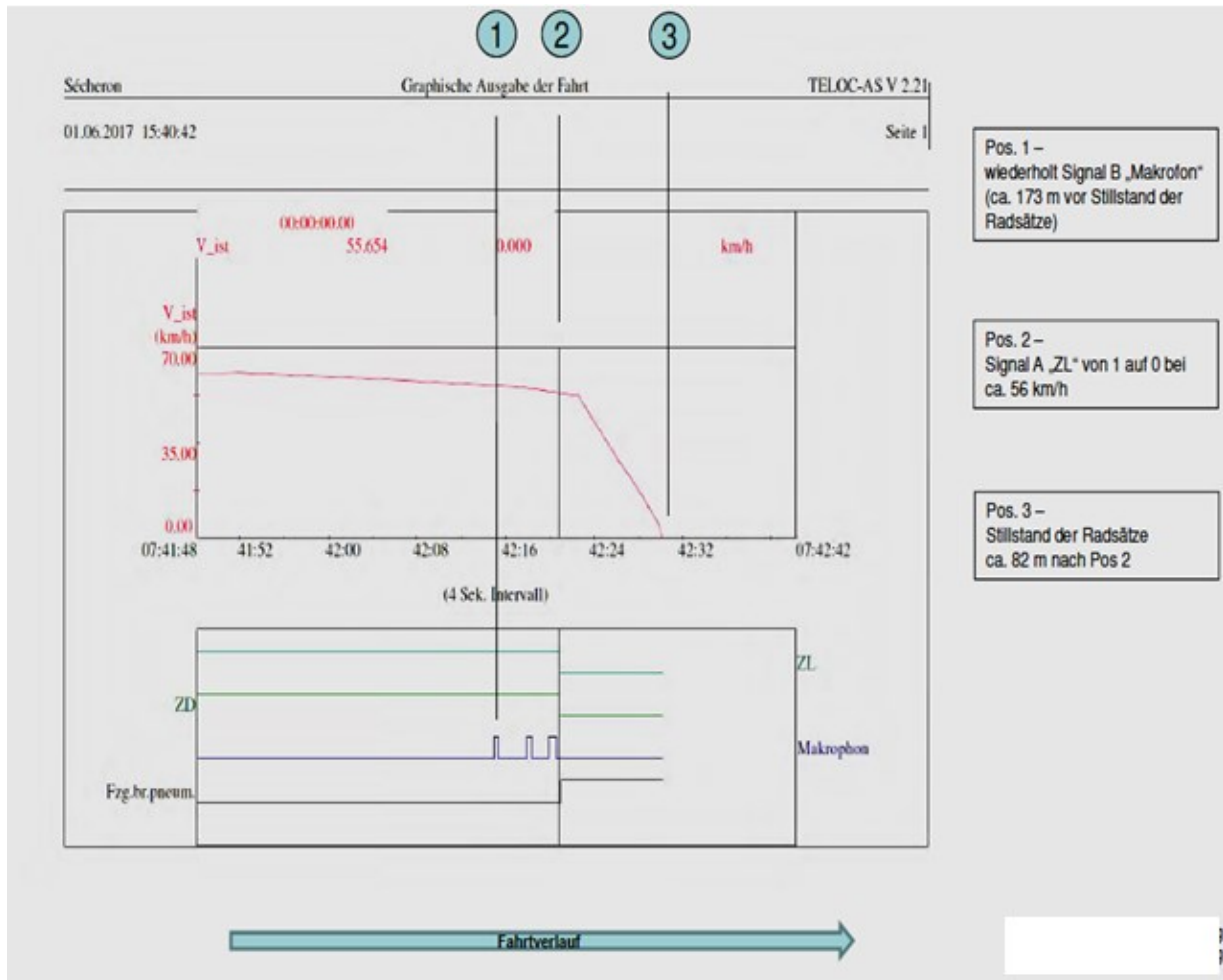 1 2 3
Sécheron Graphische Ausgabe der Fahrt TELOC-AS V 2.21
01.06.2017 15:40:42 Seite 1
00:00:00.00
V_ist 55.654 0.000 km/h
V_ist
(km/h)
70.00
35.00
0.00
07:41:48 41:52 42:00 42:08 42:16 42:24 42:32 07:42:42
(4 Sek. Intervall)
ZL
ZD
Makrophon
Fzg.br.pneum.
Fahrtverlauf
Pos. 1 –
wiederholt Signal B „Makrofon“
(ca. 173 m vor Stillstand der
Radsätze)
Pos. 2 –
Signal A „ZL“ von 1 auf 0 bei
ca. 56 km/h
Pos. 3 –
Stillstand der Radsätze
ca. 82 m nach Pos 2